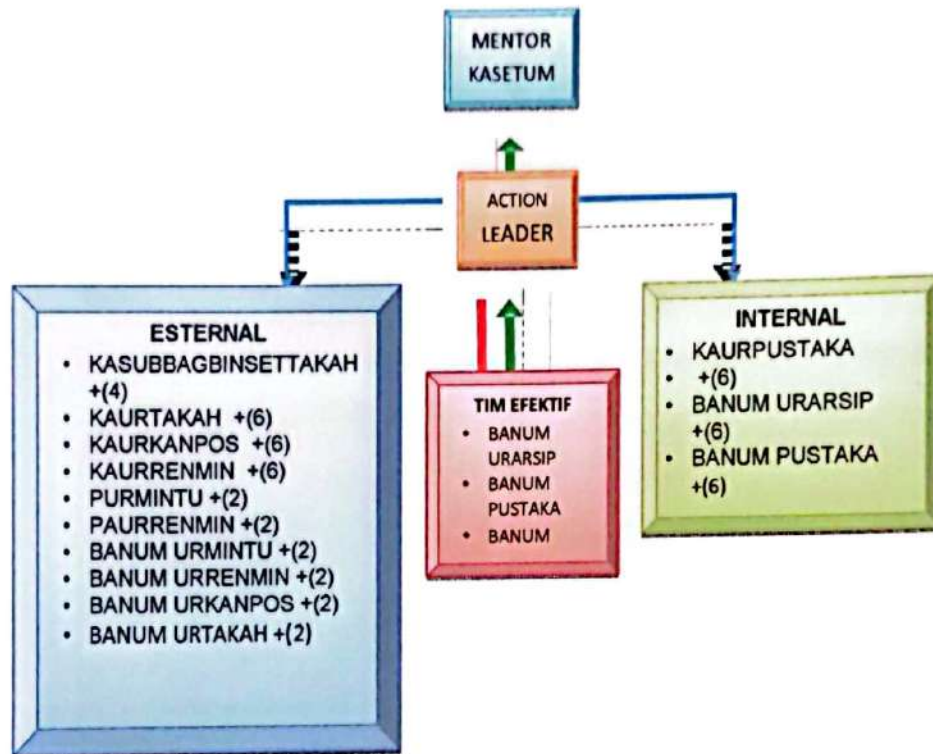 MENTOR
KASETUM
ACTION
LEADER
ESTERNAL
• KASUBBAGBINSETTAKAH
+(4)
• KAURTAKAH +(6)
• KAURKANPOS +(6)
• KAURRENMIN +(6)
• PURMINTU +(2)
• PAURRENMIN +(2)
• BANUM URMINTU +(2)
• BANUM URRENMIN +(2)
• BANUM URKANPOS +(2)
• BANUM URTAKAH +(2)
TIM EFEKTIF
• BANUM
URARSIP
• BANUM
PUSTAKA
• BANUM
INTERNAL
• KAURPUSTAKA
• +(6)
• BANUM URARSIP
+(6)
• BANUM PUSTAKA
+(6)